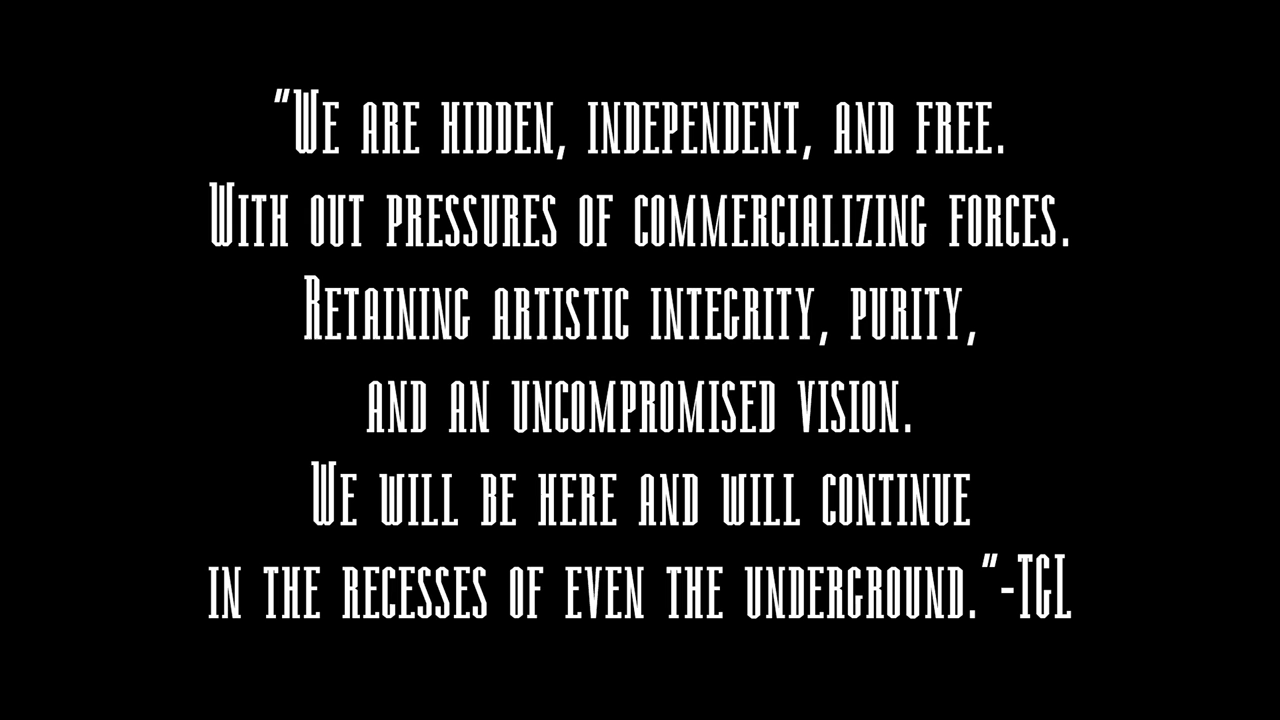 "We are hidden, independent, and free.
With out pressures of commercializing forces.
Retaining artistic integrity, purity,
and an uncompromised vision.
We will be here and will continue
in the recesses of even the underground."-TGL